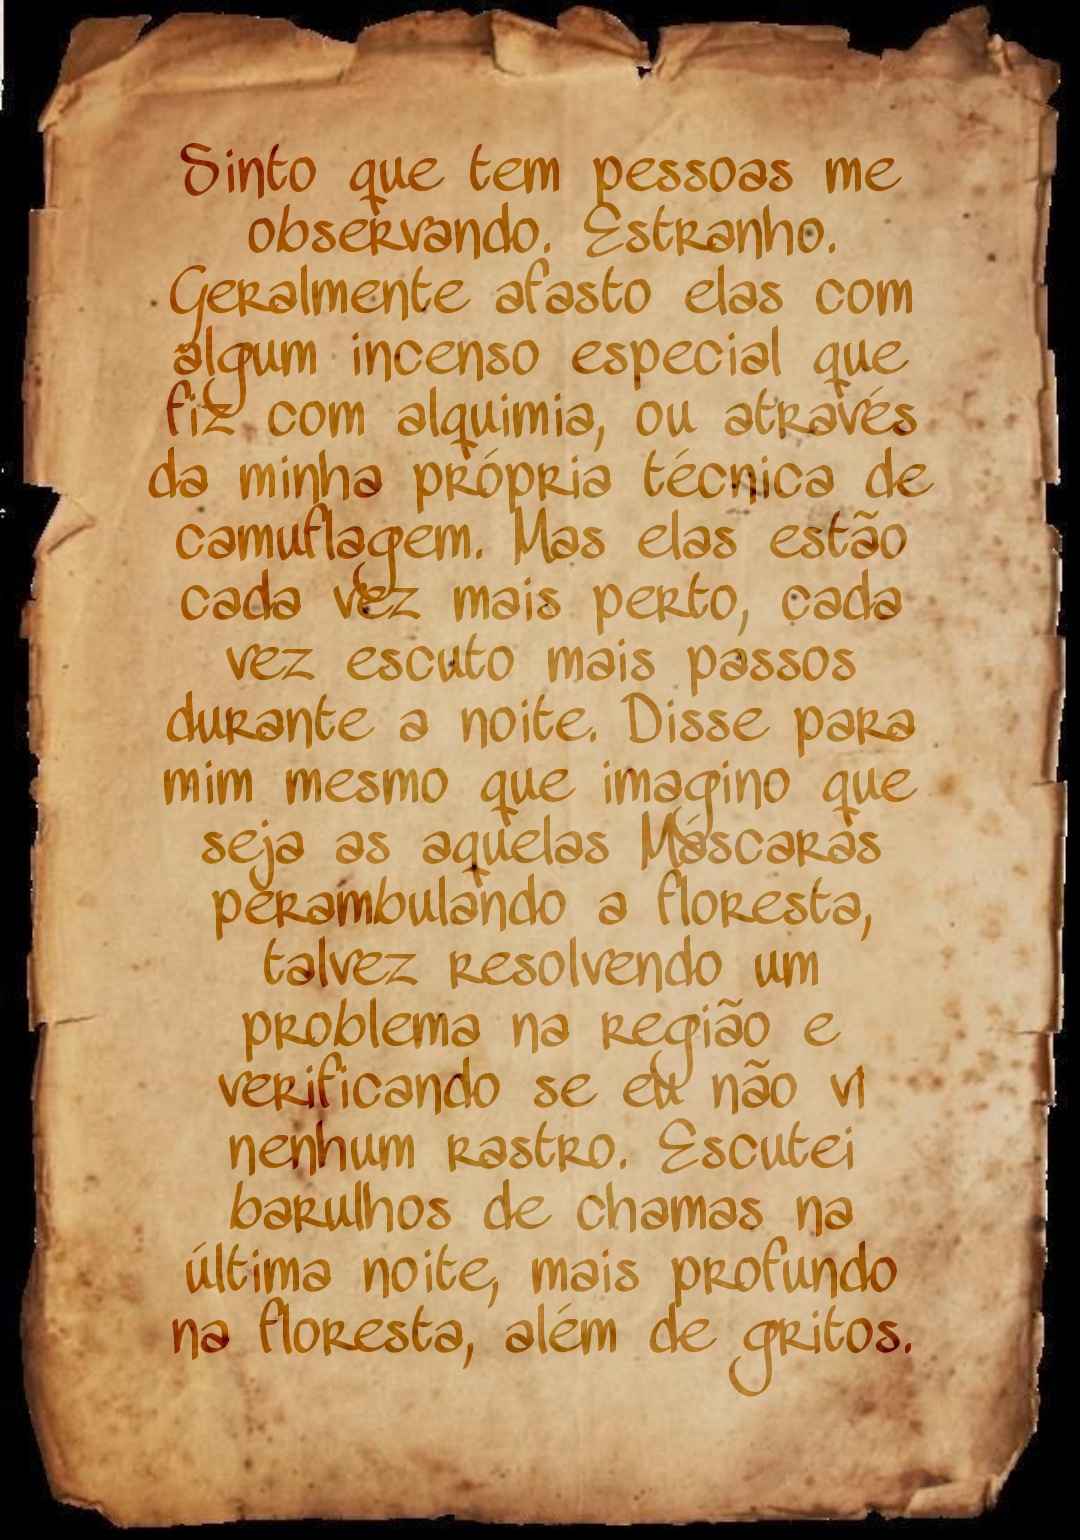 Sinto que tem pessoas me
observando. Estranho.
Geralmente afasto elas com
algum incenso especial que
fiz com alquimia, ou através
da minha própria técnica de
camuflagem. Mas elas estão
cada vez mais perto, cada
vez escuto mais passos
durante a noite. Disse para
mim mesmo que imagino que
seja as aquelas Máscaras
perambulando a floresta,
talvez resolvendo um
problema na região e
verificando se eu não vi
nenhum rastro. Escutei
barulhos de chamas na
última noite, mais profundo
na floresta, além de gritos.